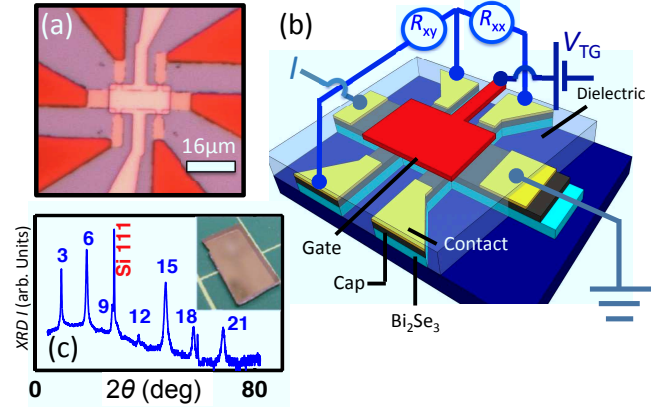 (a)
16μm
(b)
R_xy
R_xx
I
V_TG
Dielectric
Gate
Contact
Cap
Bi₂Se₃
XRD I (arb. Units)
3
6
9
Si 111
12
15
18
21
(c)
0
2θ (deg)
80